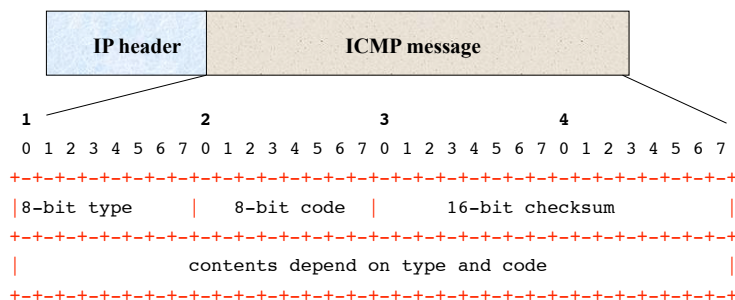 IP header ICMP message
1 2 3 4
0 1 2 3 4 5 6 7 0 1 2 3 4 5 6 7 0 1 2 3 4 5 6 7 0 1 2 3 4 5 6 7
+-+-+-+-+-+-+-+-+-+-+-+-+-+-+-+-+-+-+-+-+-+-+-+-+-+-+-+-+-+-+-+-+
|8-bit type | 8-bit code | 16-bit checksum |
+-+-+-+-+-+-+-+-+-+-+-+-+-+-+-+-+-+-+-+-+-+-+-+-+-+-+-+-+-+-+-+-+
| contents depend on type and code |
+-+-+-+-+-+-+-+-+-+-+-+-+-+-+-+-+-+-+-+-+-+-+-+-+-+-+-+-+-+-+-+-+